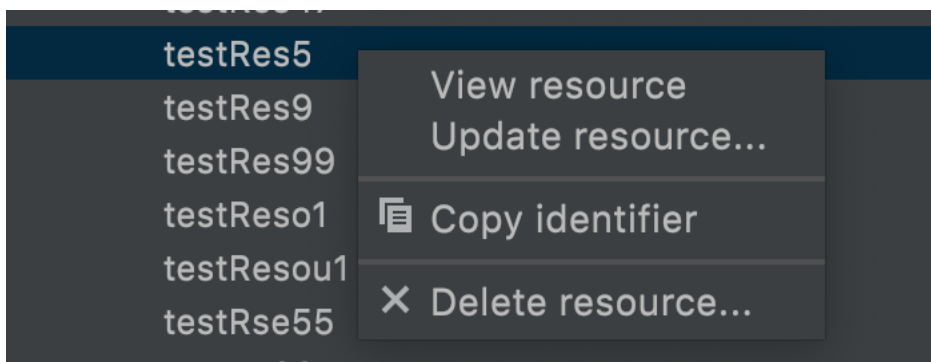 testRes5
testRes9
testRes99
testReso1
testResou1
testRse55
View resource
Update resource...
Copy identifier
Delete resource...